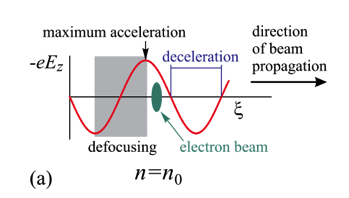 maximum acceleration
direction
of beam
propagation
-eE_z
deceleration
ξ
defocusing
electron beam
(a)
n=n_0